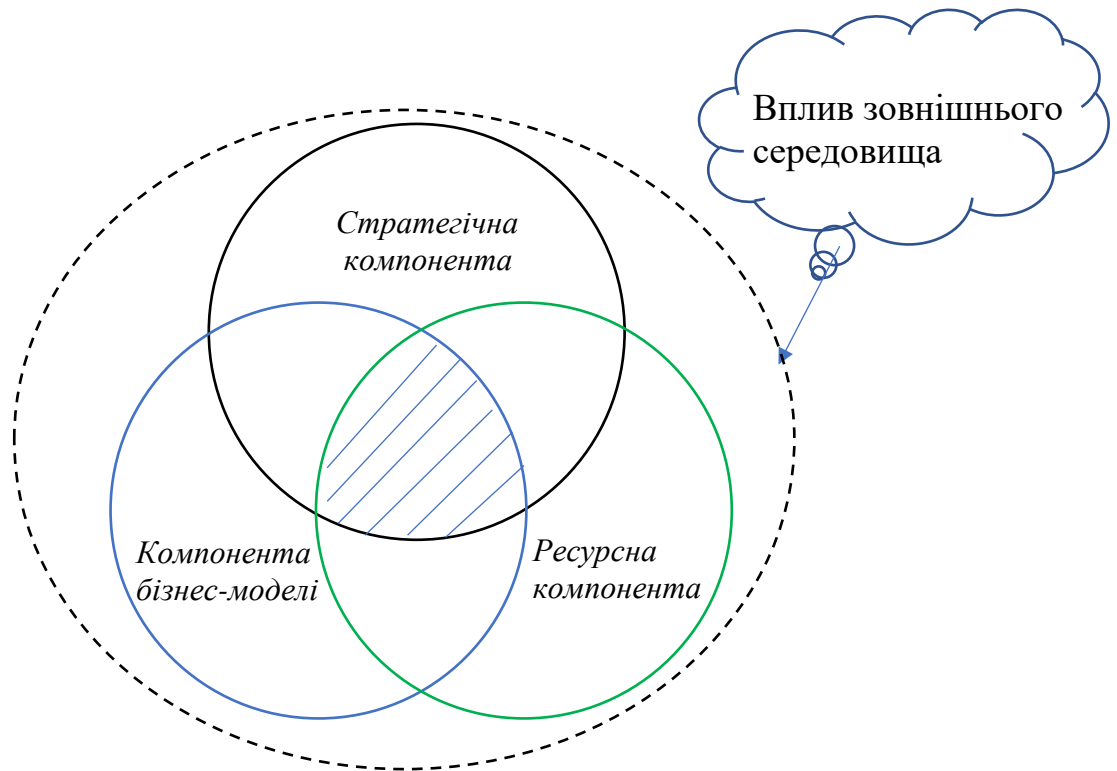 Вплив зовнішнього
середовища
Стратегічна
компонента
Компонента
бізнес-моделі
Ресурсна
компонента